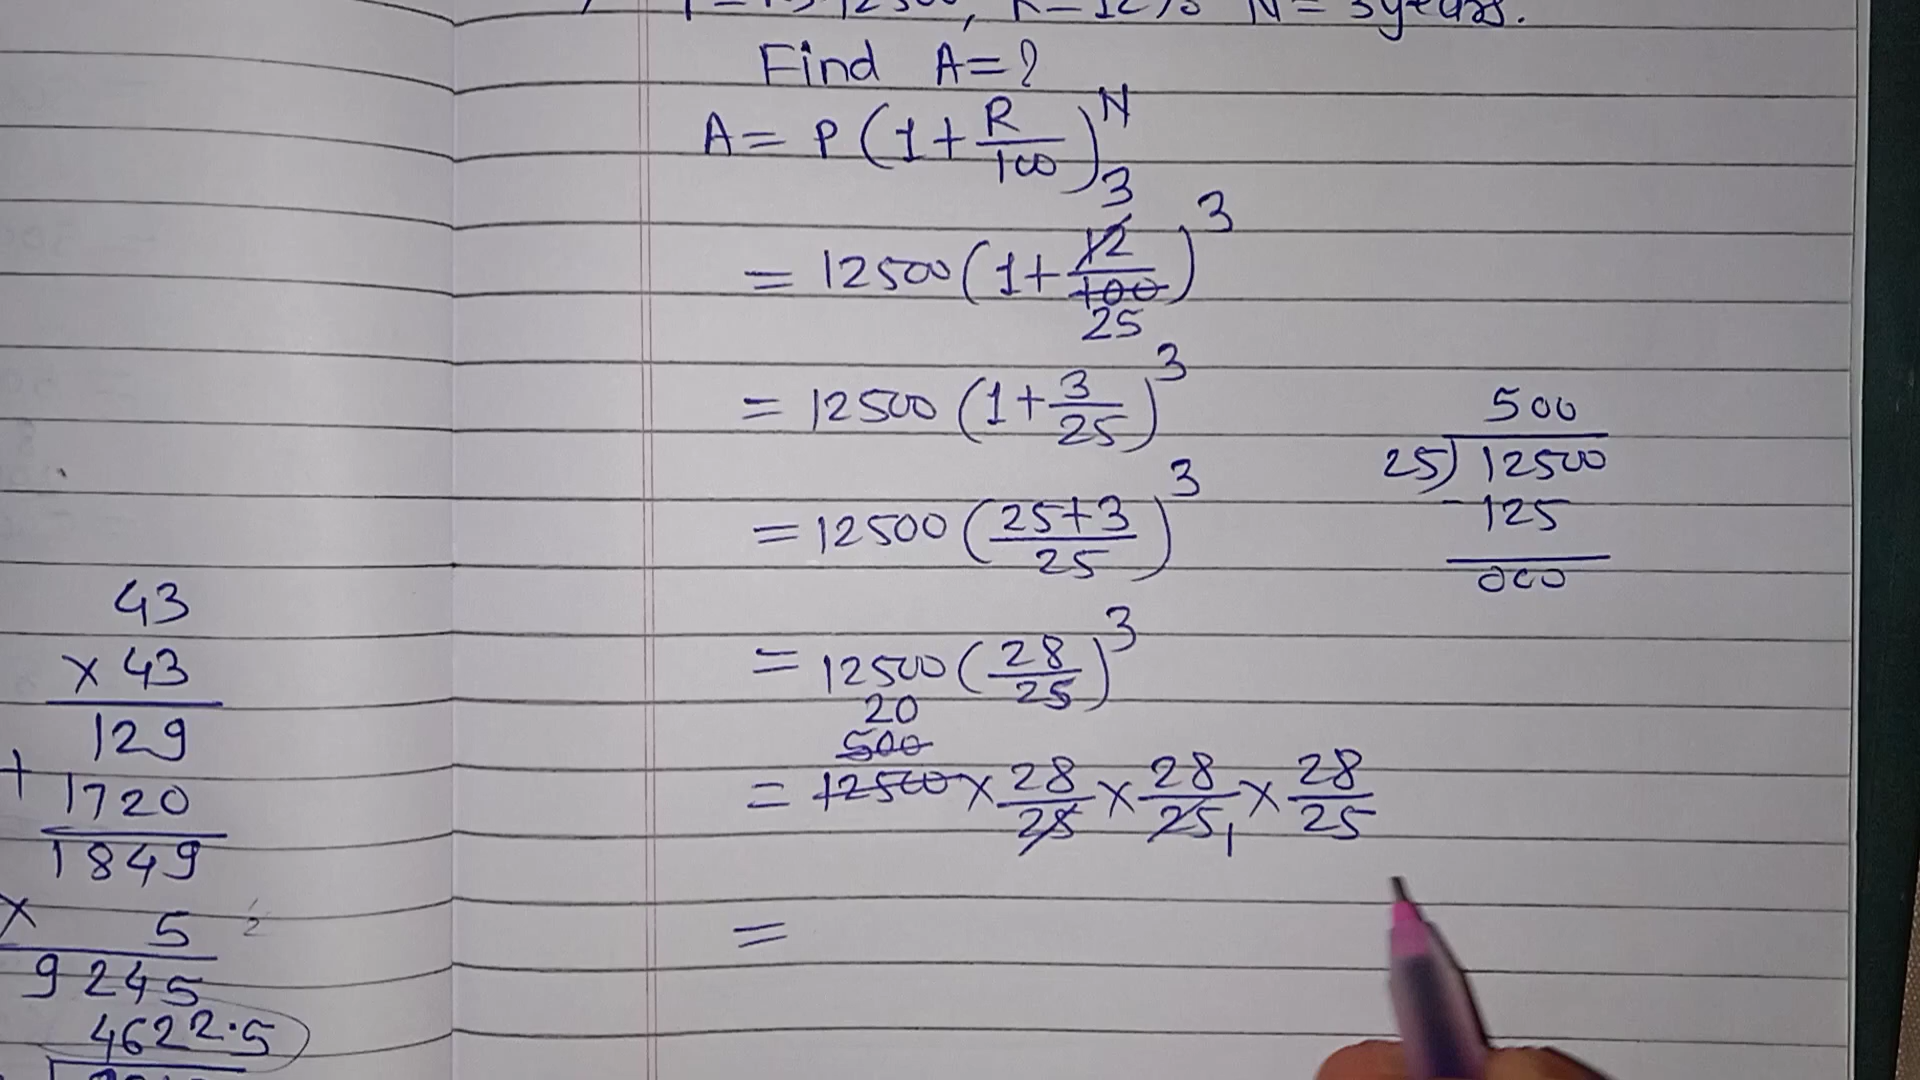 N = 3 years.
Find A = ?
A = P (1 + R/100)^N
= 12500 (1 + 12/100)^3
3
25
= 12500 (1 + 3/25)^3
= 12500 (25+3/25)^3
= 12500 (28/25)^3
20
500
= 12500 × 28/25 × 28/25 × 28/25
1
=
500
25) 12500
- 125
000
43
× 43
129
+ 1720
1849
× 5
9245
4622.5